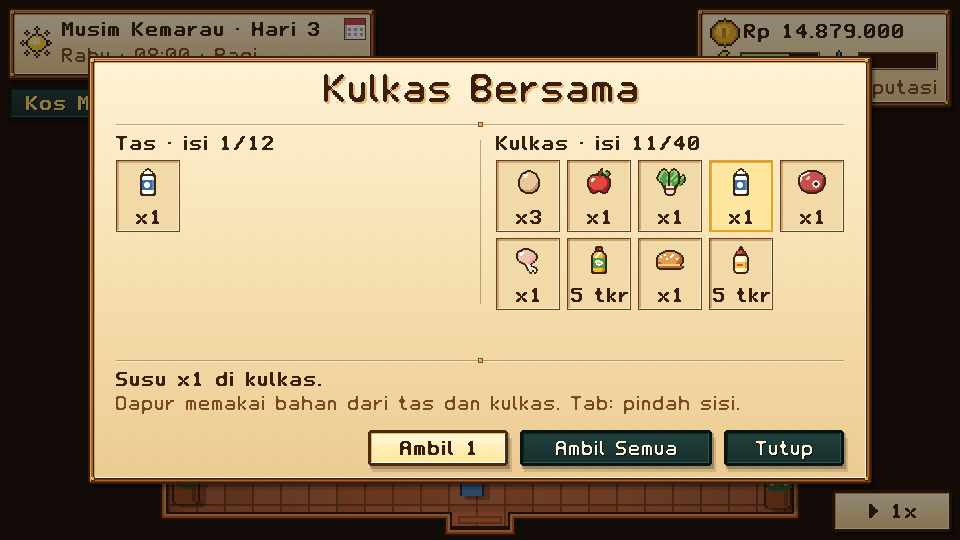 Musim Kemarau · Hari 3
Rabu · 08:00 · Pagi
Rp 14.879.000
putasi
Kos M
Kulkas Bersama
Tas · isi 1/12
x1
Kulkas · isi 11/40
x3
x1
x1
x1
x1
x1
5 tkr
x1
5 tkr
Susu x1 di kulkas.
Dapur memakai bahan dari tas dan kulkas. Tab: pindah sisi.
Ambil 1
Ambil Semua
Tutup
1x